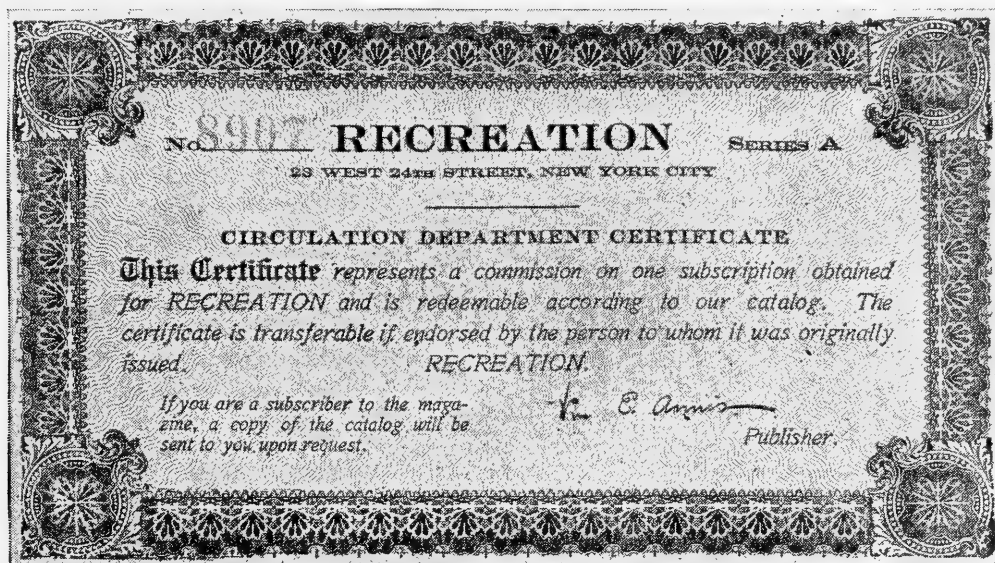 No 8907 RECREATION SERIES A
23 WEST 24TH STREET, NEW YORK CITY
CIRCULATION DEPARTMENT CERTIFICATE
This Certificate represents a commission on one subscription obtained
for RECREATION and is redeemable according to our catalog. The
certificate is transferable if endorsed by the person to whom it was originally
issued. RECREATION.
If you are a subscriber to the maga-
zine, a copy of the catalog will be
sent to you upon request.
E. Annis
Publisher.